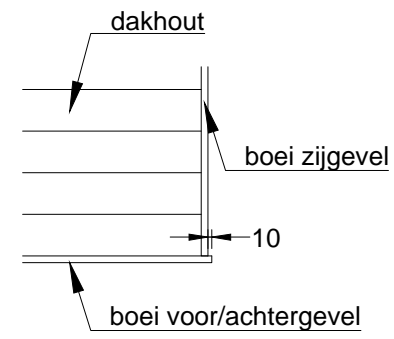 dakhout
boei zijgevel
10
boei voor/achtergevel